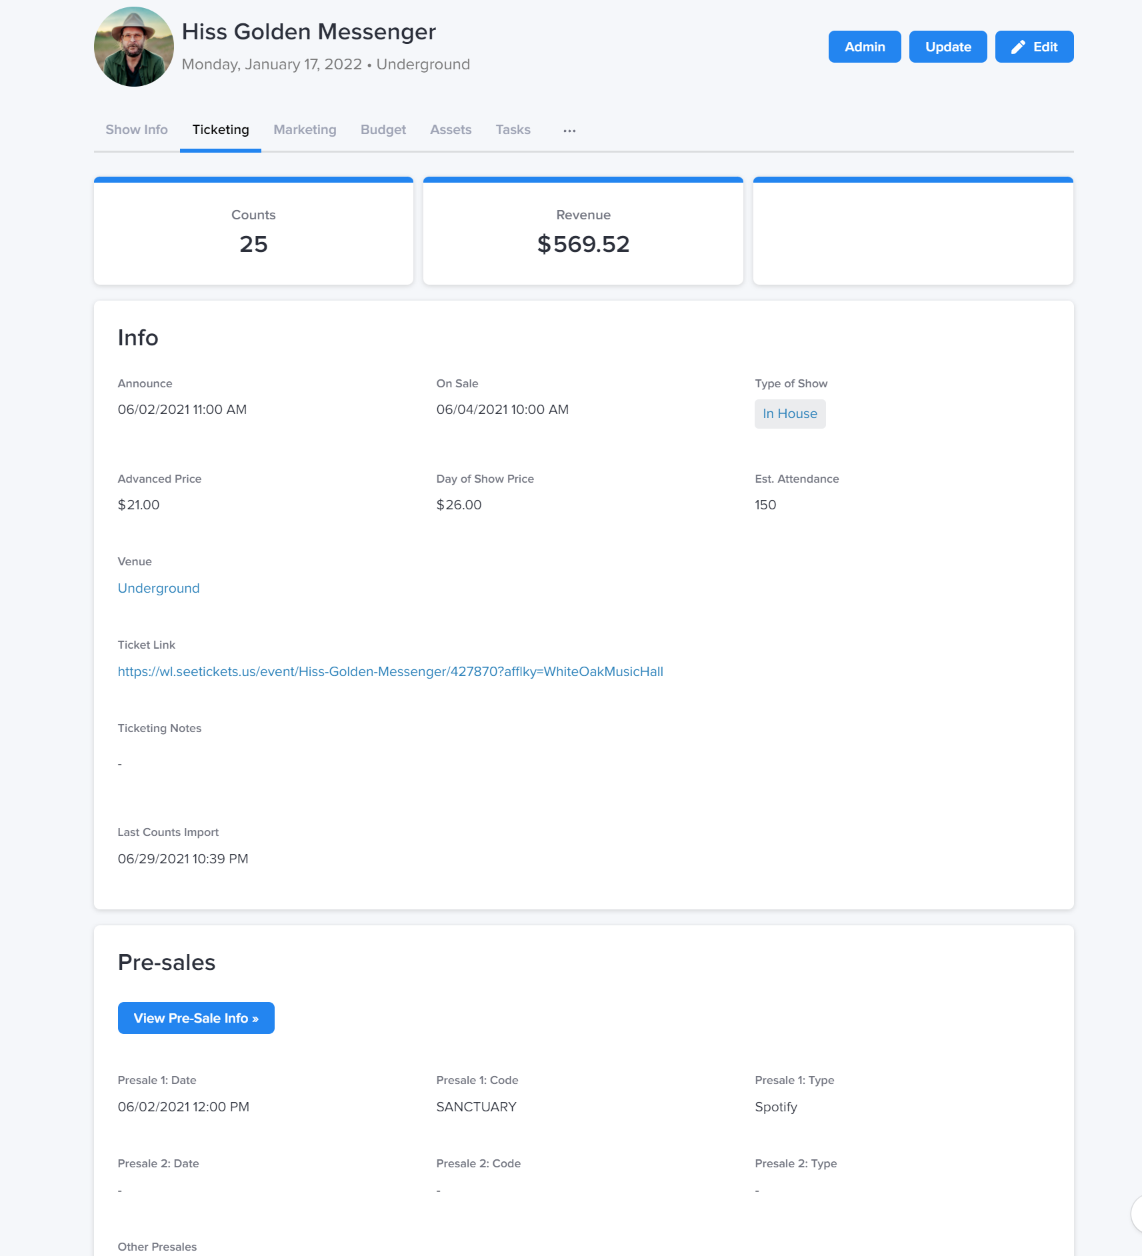 Hiss Golden Messenger
Monday, January 17, 2022 • Underground
Admin
Update
Edit
Show Info
Ticketing
Marketing
Budget
Assets
Tasks
...
Counts
25
Revenue
$569.52
Info
Announce
06/02/2021 11:00 AM
On Sale
06/04/2021 10:00 AM
Type of Show
In House
Advanced Price
$21.00
Day of Show Price
$26.00
Est. Attendance
150
Venue
Underground
Ticket Link
https://wl.seetickets.us/event/Hiss-Golden-Messenger/427870?afflky=WhiteOakMusicHall
Ticketing Notes
-
Last Counts Import
06/29/2021 10:39 PM
Pre-sales
View Pre-Sale Info »
Presale 1: Date
06/02/2021 12:00 PM
Presale 1: Code
SANCTUARY
Presale 1: Type
Spotify
Presale 2: Date
-
Presale 2: Code
-
Presale 2: Type
-
Other Presales